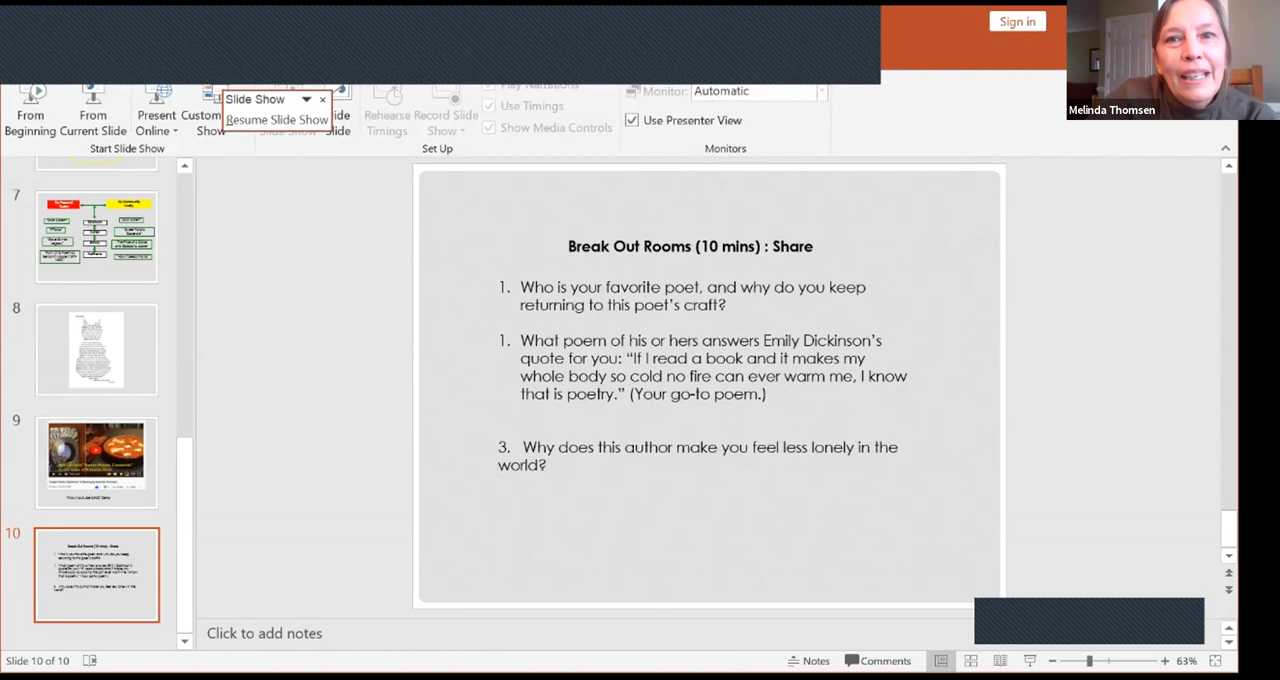 Sign in
Melinda Thomsen
Play Narrations
Monitor: Automatic
Slide Show
From
From
Present
Custom
Slide
Rehearse
Record Slide
Use Timings
Resume Slide Show
Use Presenter View
Beginning
Current Slide
Online
Show
Slide
Timings
Show
Show Media Controls
Start Slide Show
Set Up
Monitors
7
8
9
10
Break Out Rooms (10 mins) : Share
1. Who is your favorite poet, and why do you keep
returning to this poet's craft?
1. What poem of his or hers answers Emily Dickinson's
quote for you: "If I read a book and it makes my
whole body so cold no fire can ever warm me, I know
that is poetry." (Your go-to poem.)
3. Why does this author make you feel less lonely in the
world?
Click to add notes
Slide 10 of 10
Notes
Comments
63%